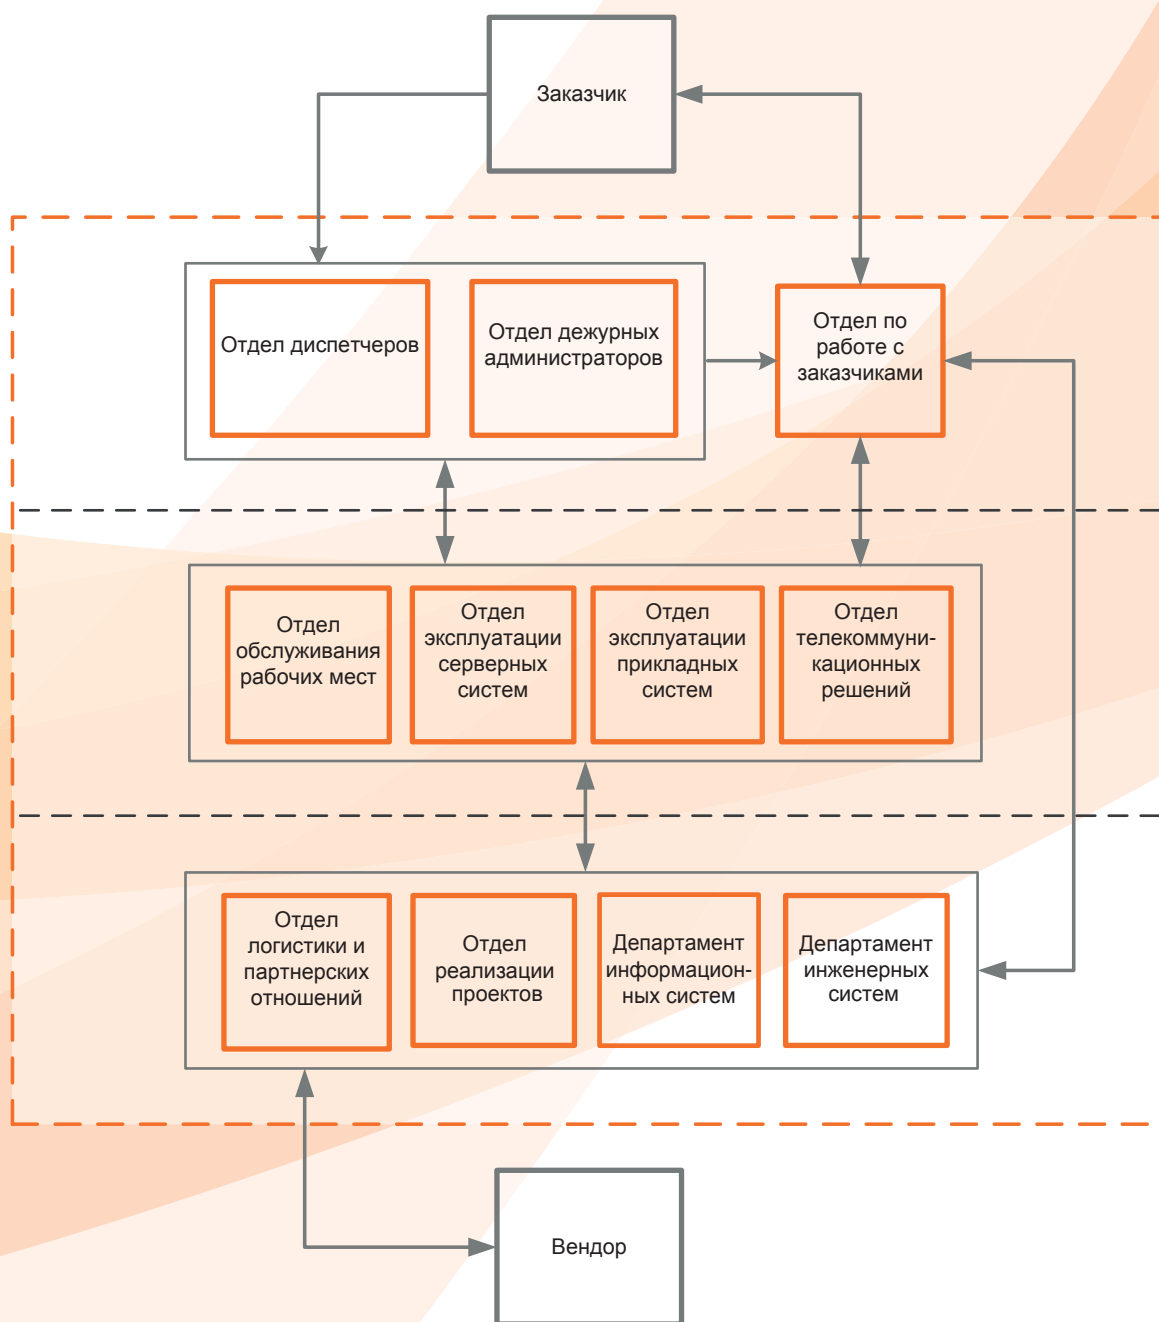 Заказчик
Отдел диспетчеров
Отдел дежурных
администраторов
Отдел по
работе с
заказчиками
Отдел
обслуживания
рабочих мест
Отдел
эксплуатации
серверных
систем
Отдел
эксплуатации
прикладных
систем
Отдел
телекоммуни-
кационных
решений
Отдел
логистики и
партнерских
отношений
Отдел
реализации
проектов
Департамент
информацион-
ных систем
Департамент
инженерных
систем
Вендор